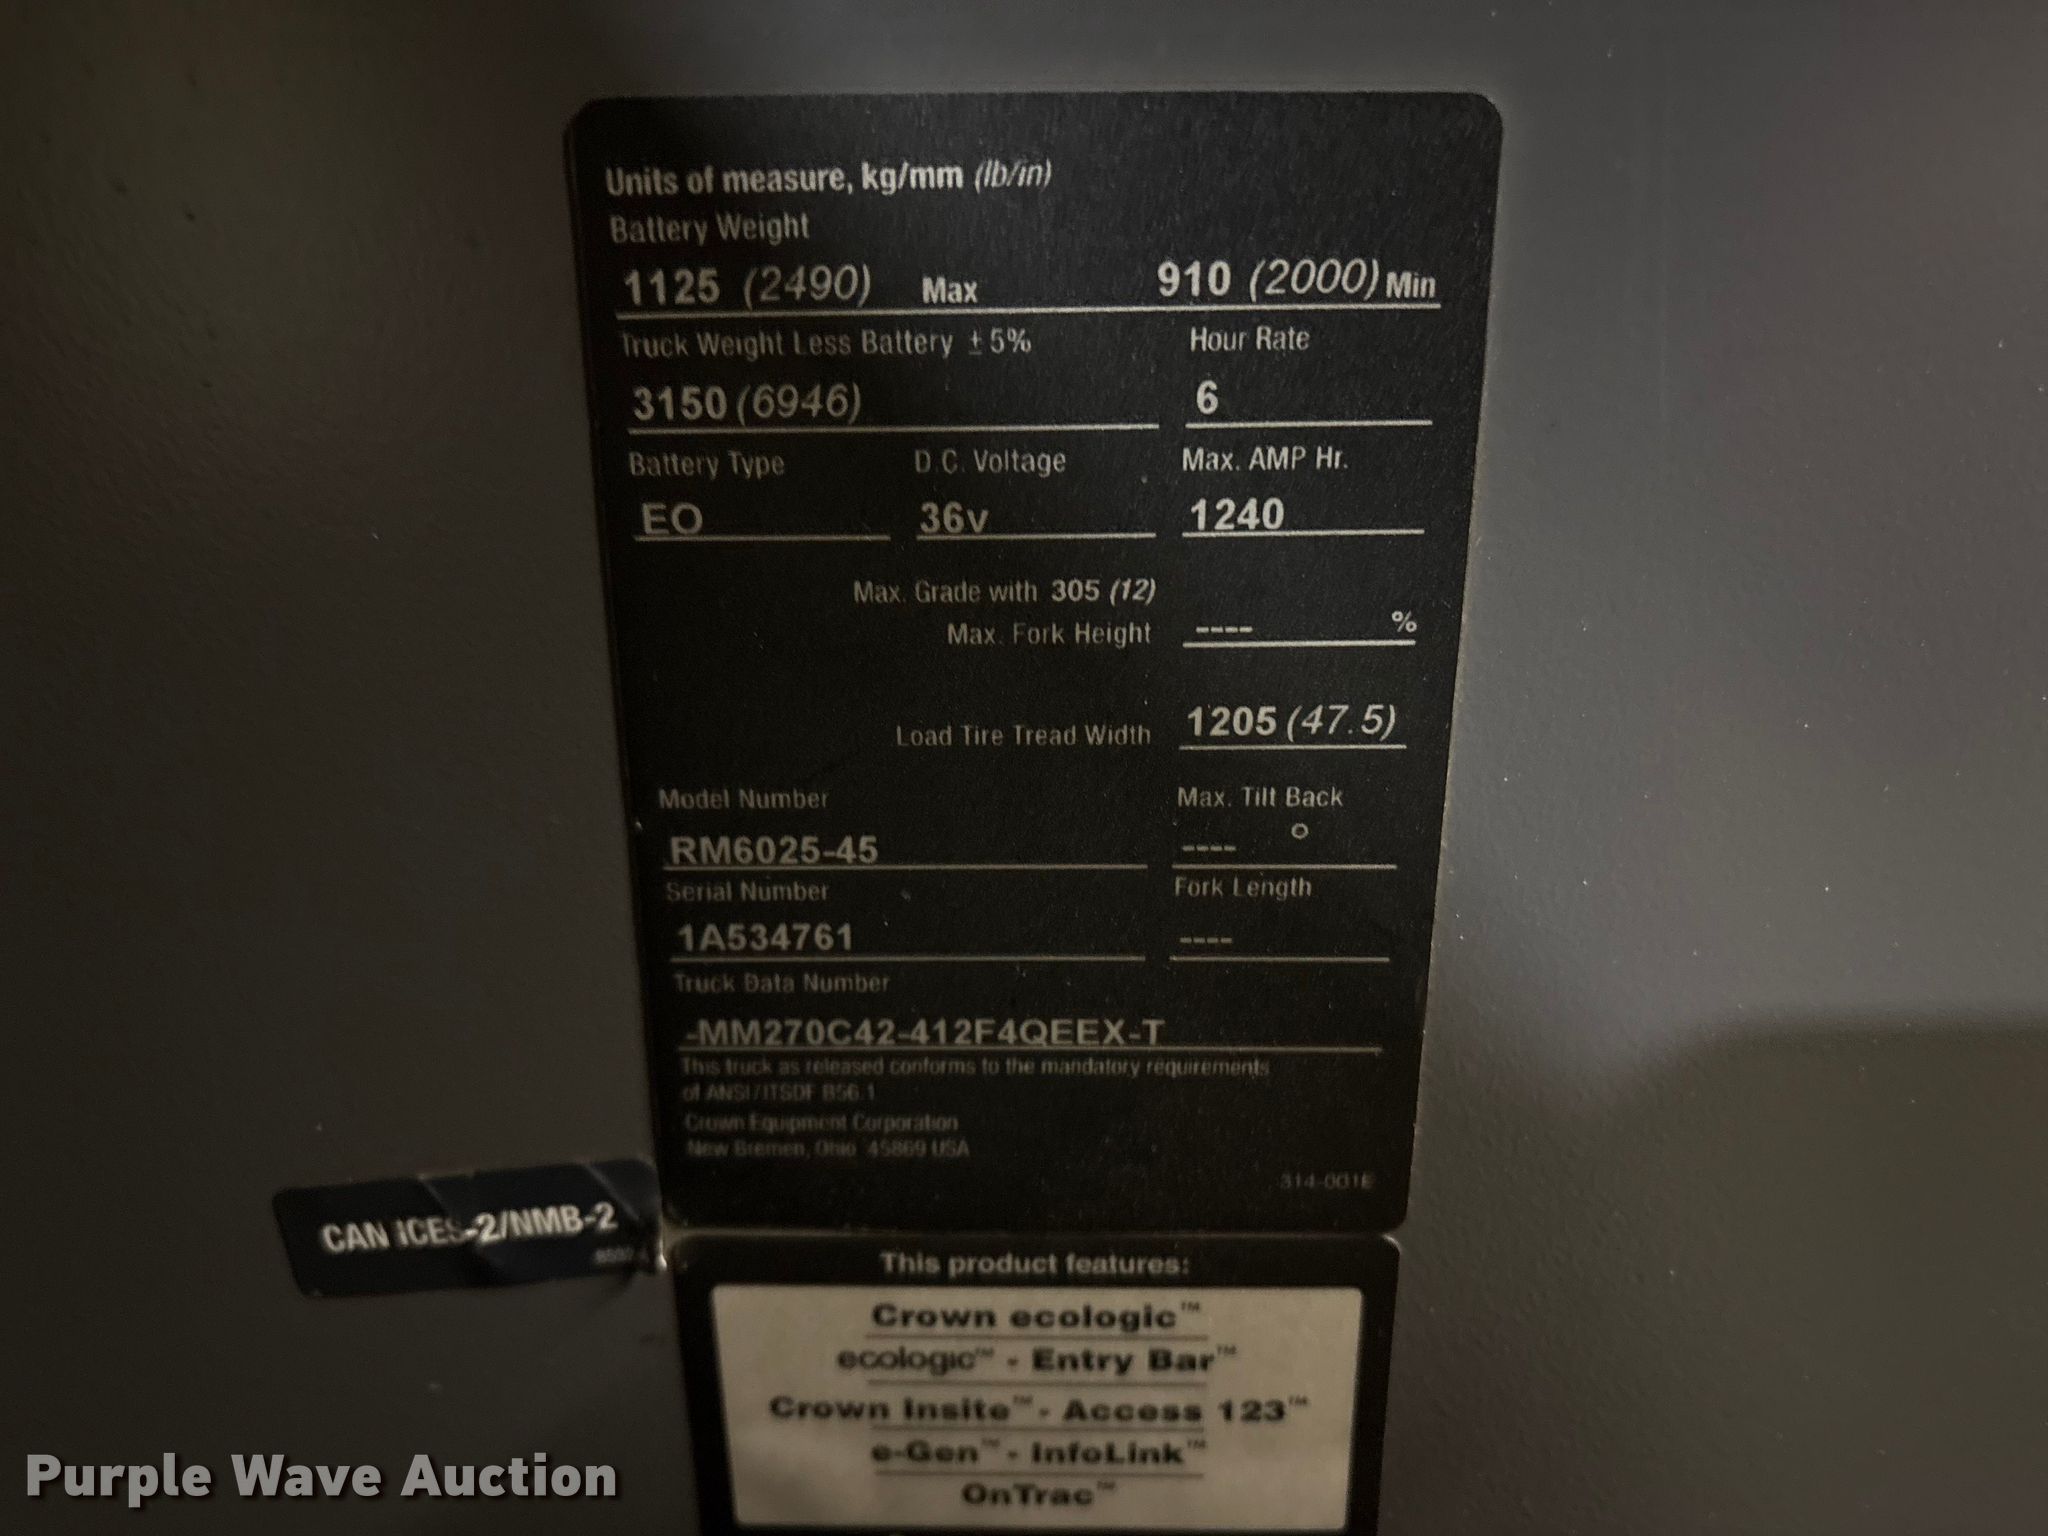 Units of measure, kg/mm (lb/in)
Battery Weight
1125 (2490) Max 910 (2000) Min
Truck Weight Less Battery ± 5% Hour Rate
3150 (6946) 6
Battery Type D.C. Voltage Max. AMP Hr.
EO 36v 1240
Max. Grade with 305 (12)
Max. Fork Height ---- %
Load Tire Tread Width 1205 (47.5)
Model Number Max. Tilt Back
RM6025-45 ---- °
Serial Number Fork Length
1A534761 ----
Truck Data Number
-MM270C42-412F4QEEX-T
This truck as released conforms to the mandatory requirements
of ANSI/ITSDF B56.1
Crown Equipment Corporation
New Bremen, Ohio 45869 USA
314-001E
CAN ICES-2/NMB-2
This product features:
Crown ecologic™
ecologic™ - Entry Bar™
Crown Insite™ - Access 123™
e-Gen™ - InfoLink™
OnTrac™
Purple Wave Auction